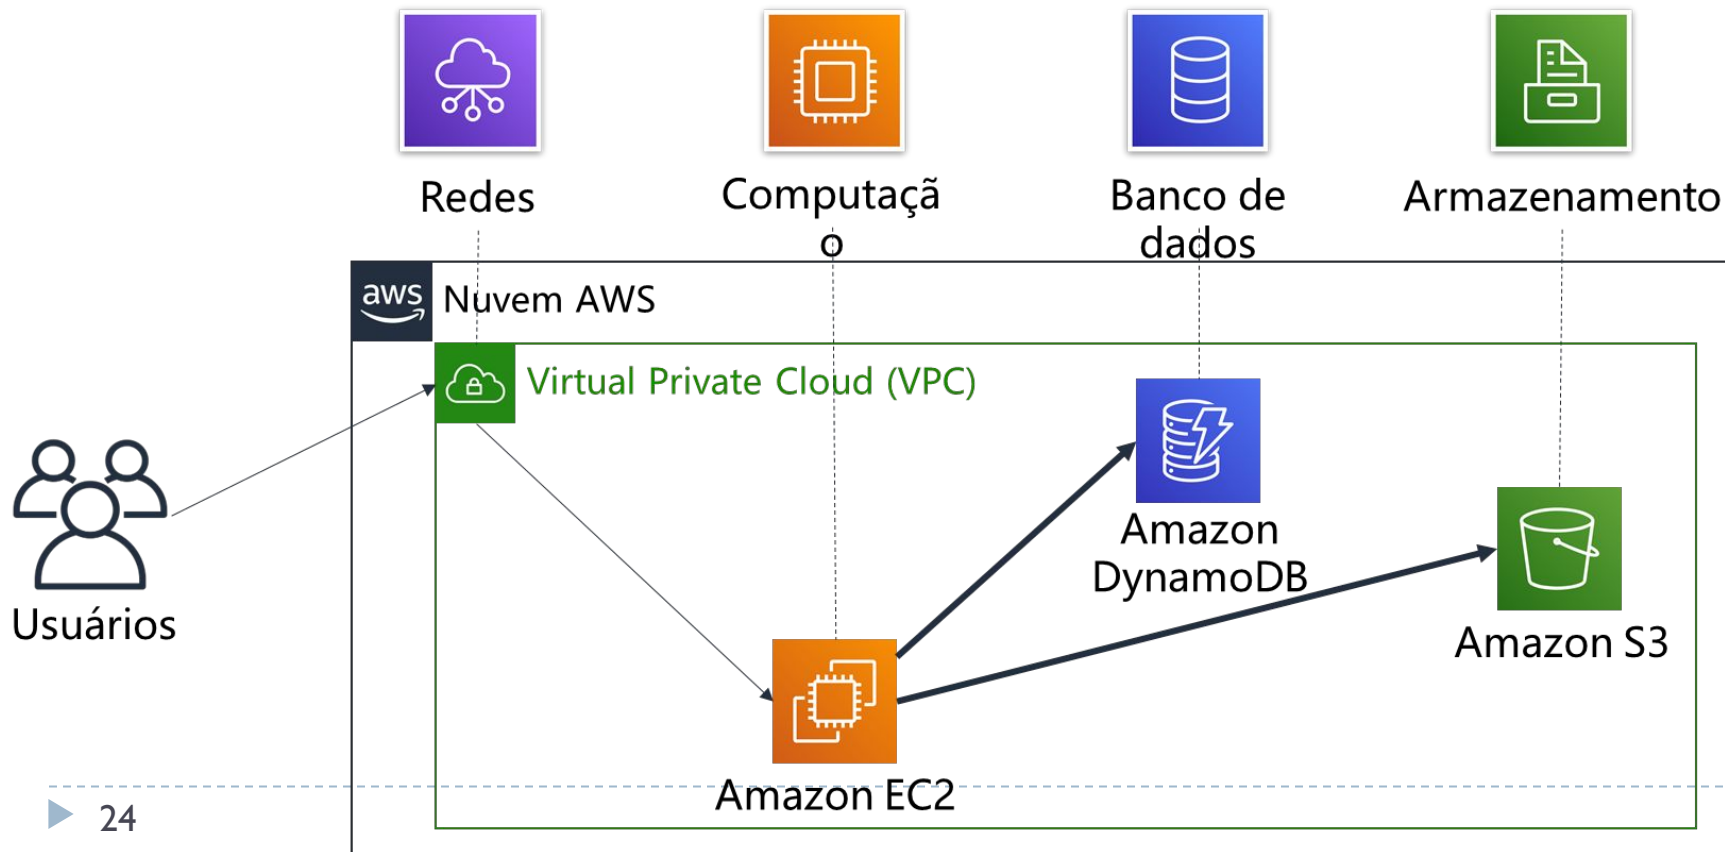 Redes
Computaçã
o
Banco de
dados
Armazenamento
aws
Nuvem AWS
Virtual Private Cloud (VPC)
Usuários
Amazon
DynamoDB
Amazon S3
Amazon EC2
24